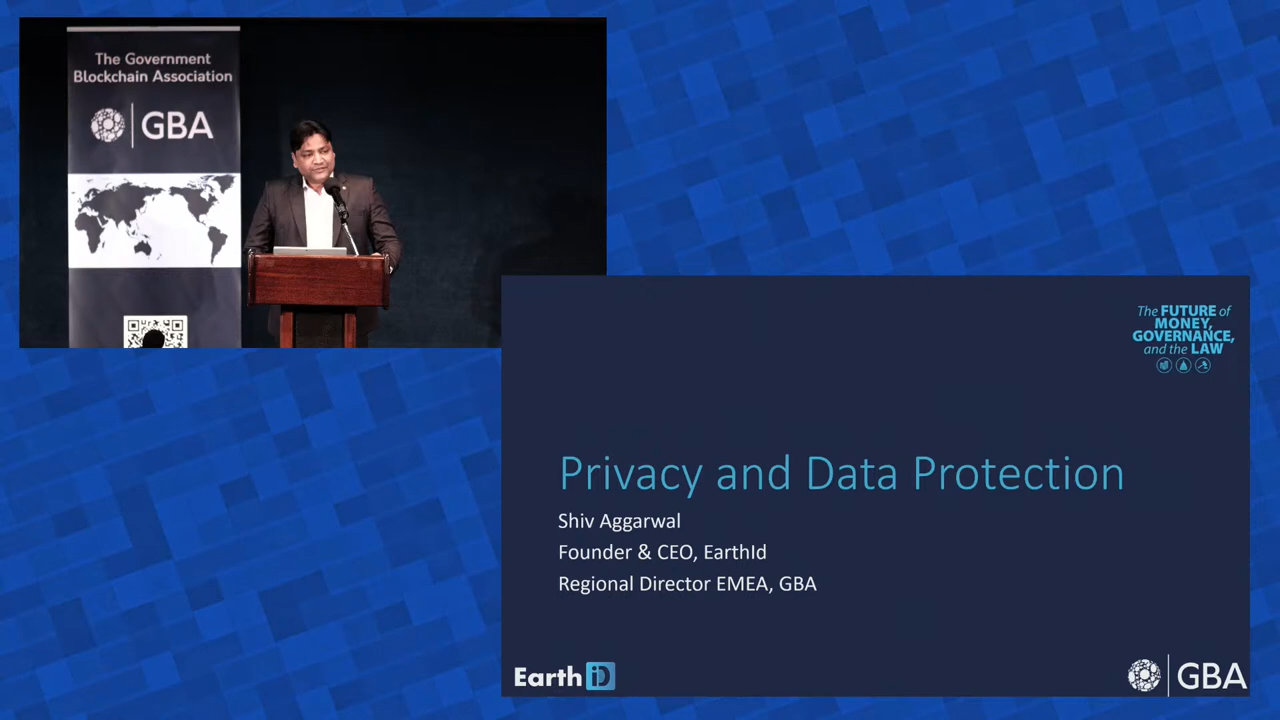 The Government
Blockchain Association
GBA
The FUTURE of
MONEY,
GOVERNANCE,
and the LAW
Privacy and Data Protection
Shiv Aggarwal
Founder & CEO, EarthId
Regional Director EMEA, GBA
Earth iD
GBA